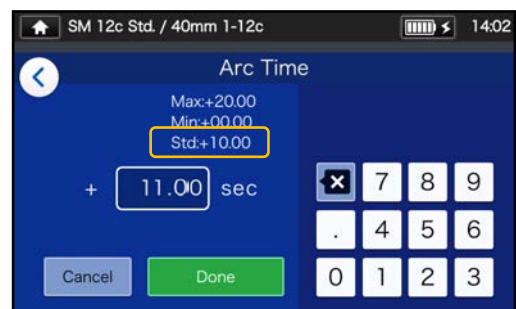 SM 12c Std. / 40mm 1-12c 14:02
Arc Time
Max:+20.00
Min:+00.00
Std:+10.00
+ 11.00 sec
7 8 9
. 4 5 6
Cancel Done 0 1 2 3